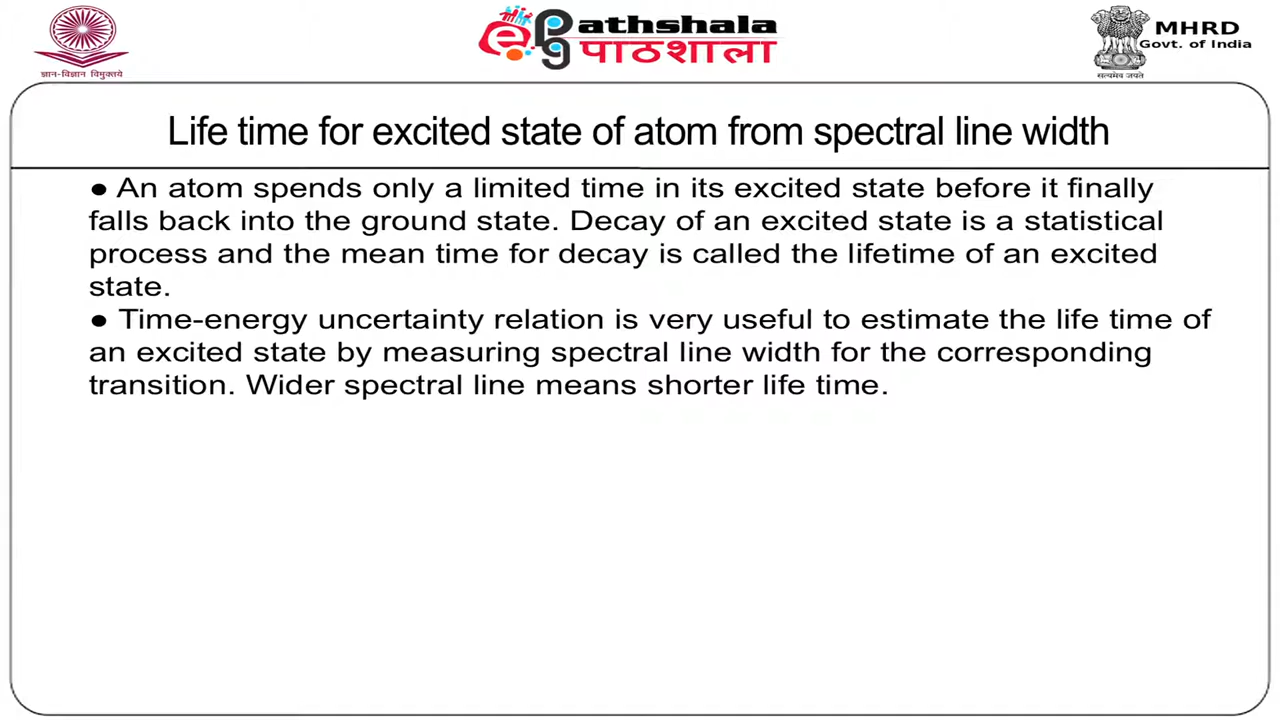 ज्ञान-विज्ञान विमुक्तये
epg Pathshala
पाठशाला
MHRD
Govt. of India
सत्यमेव जयते
Life time for excited state of atom from spectral line width
● An atom spends only a limited time in its excited state before it finally
falls back into the ground state. Decay of an excited state is a statistical
process and the mean time for decay is called the lifetime of an excited
state.
● Time-energy uncertainty relation is very useful to estimate the life time of
an excited state by measuring spectral line width for the corresponding
transition. Wider spectral line means shorter life time.